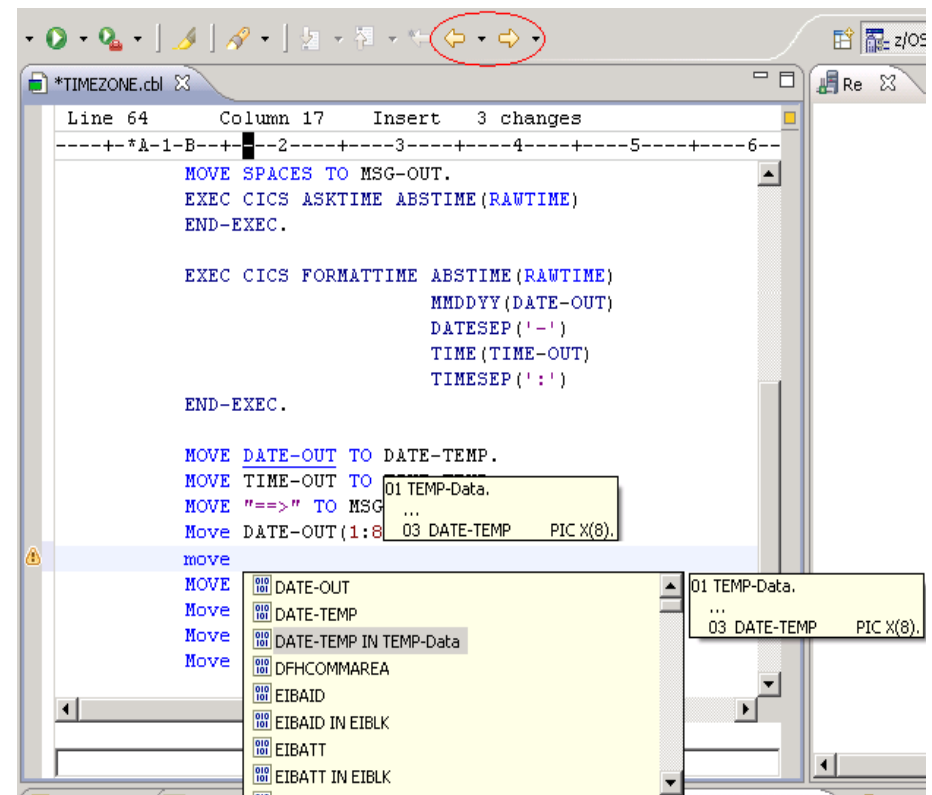 z/OS
*TIMEZONE.cbl
Re
Line 64 Column 17 Insert 3 changes
----+-*A-1-B--+----2----+----3----+----4----+----5----+----6--
MOVE SPACES TO MSG-OUT.
EXEC CICS ASKTIME ABSTIME(RAWTIME)
END-EXEC.
EXEC CICS FORMATTIME ABSTIME(RAWTIME)
MMDDYY(DATE-OUT)
DATESEP('-')
TIME(TIME-OUT)
TIMESEP(':')
END-EXEC.
MOVE DATE-OUT TO DATE-TEMP.
MOVE TIME-OUT TO
MOVE "==>" TO MSG
Move DATE-OUT(1:8
move
MOVE
Move
Move
Move
01 TEMP-Data.
...
03 DATE-TEMP PIC X(8).
DATE-OUT
DATE-TEMP
DATE-TEMP IN TEMP-Data
DFHCOMMAREA
EIBAID
EIBAID IN EIBLK
EIBATT
EIBATT IN EIBLK
01 TEMP-Data.
...
03 DATE-TEMP PIC X(8).